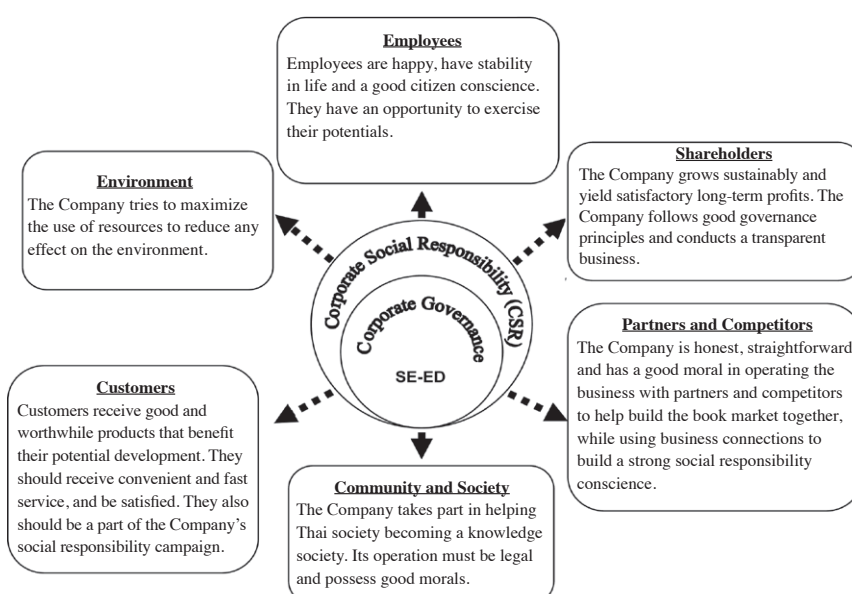 Employees
Employees are happy, have stability
in life and a good citizen conscience.
They have an opportunity to exercise
their potentials.
Environment
The Company tries to maximize
the use of resources to reduce any
effect on the environment.
Shareholders
The Company grows sustainably and
yield satisfactory long-term profits. The
Company follows good governance
principles and conducts a transparent
business.
Corporate Social Responsibility (CSR)
Corporate Governance
SE-ED
Partners and Competitors
The Company is honest, straightforward
and has a good moral in operating the
business with partners and competitors
to help build the book market together,
while using business connections to
build a strong social responsibility
conscience.
Customers
Customers receive good and
worthwhile products that benefit
their potential development. They
should receive convenient and fast
service, and be satisfied. They also
should be a part of the Company’s
social responsibility campaign.
Community and Society
The Company takes part in helping
Thai society becoming a knowledge
society. Its operation must be legal
and possess good morals.